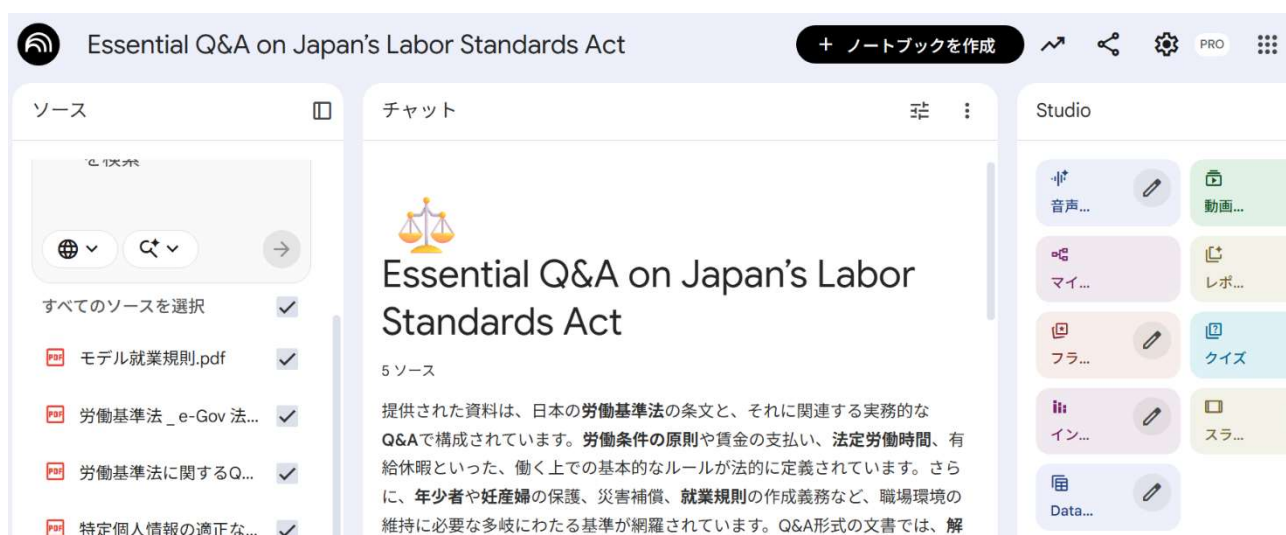 Essential Q&A on Japan's Labor Standards Act
+ ノートブックを作成
PRO
ソース
を検索
すべてのソースを選択
PDF モデル就業規則.pdf
PDF 労働基準法 _ e-Gov 法...
PDF 労働基準法に関するQ...
PDF 特定個人情報の適正な...
チャット
Essential Q&A on Japan's Labor
Standards Act
5 ソース
提供された資料は、日本の労働基準法の条文と、それに関連する実務的な
Q&Aで構成されています。労働条件の原則や賃金の支払い、法定労働時間、有
給休暇といった、働く上での基本的なルールが法的に定義されています。さら
に、年少者や妊産婦の保護、災害補償、就業規則の作成義務など、職場環境の
維持に必要な多岐にわたる基準が網羅されています。Q&A形式の文書では、解
Studio
音声...
動画...
マイ...
レポ...
フラ...
クイズ
イン...
スラ...
Data...